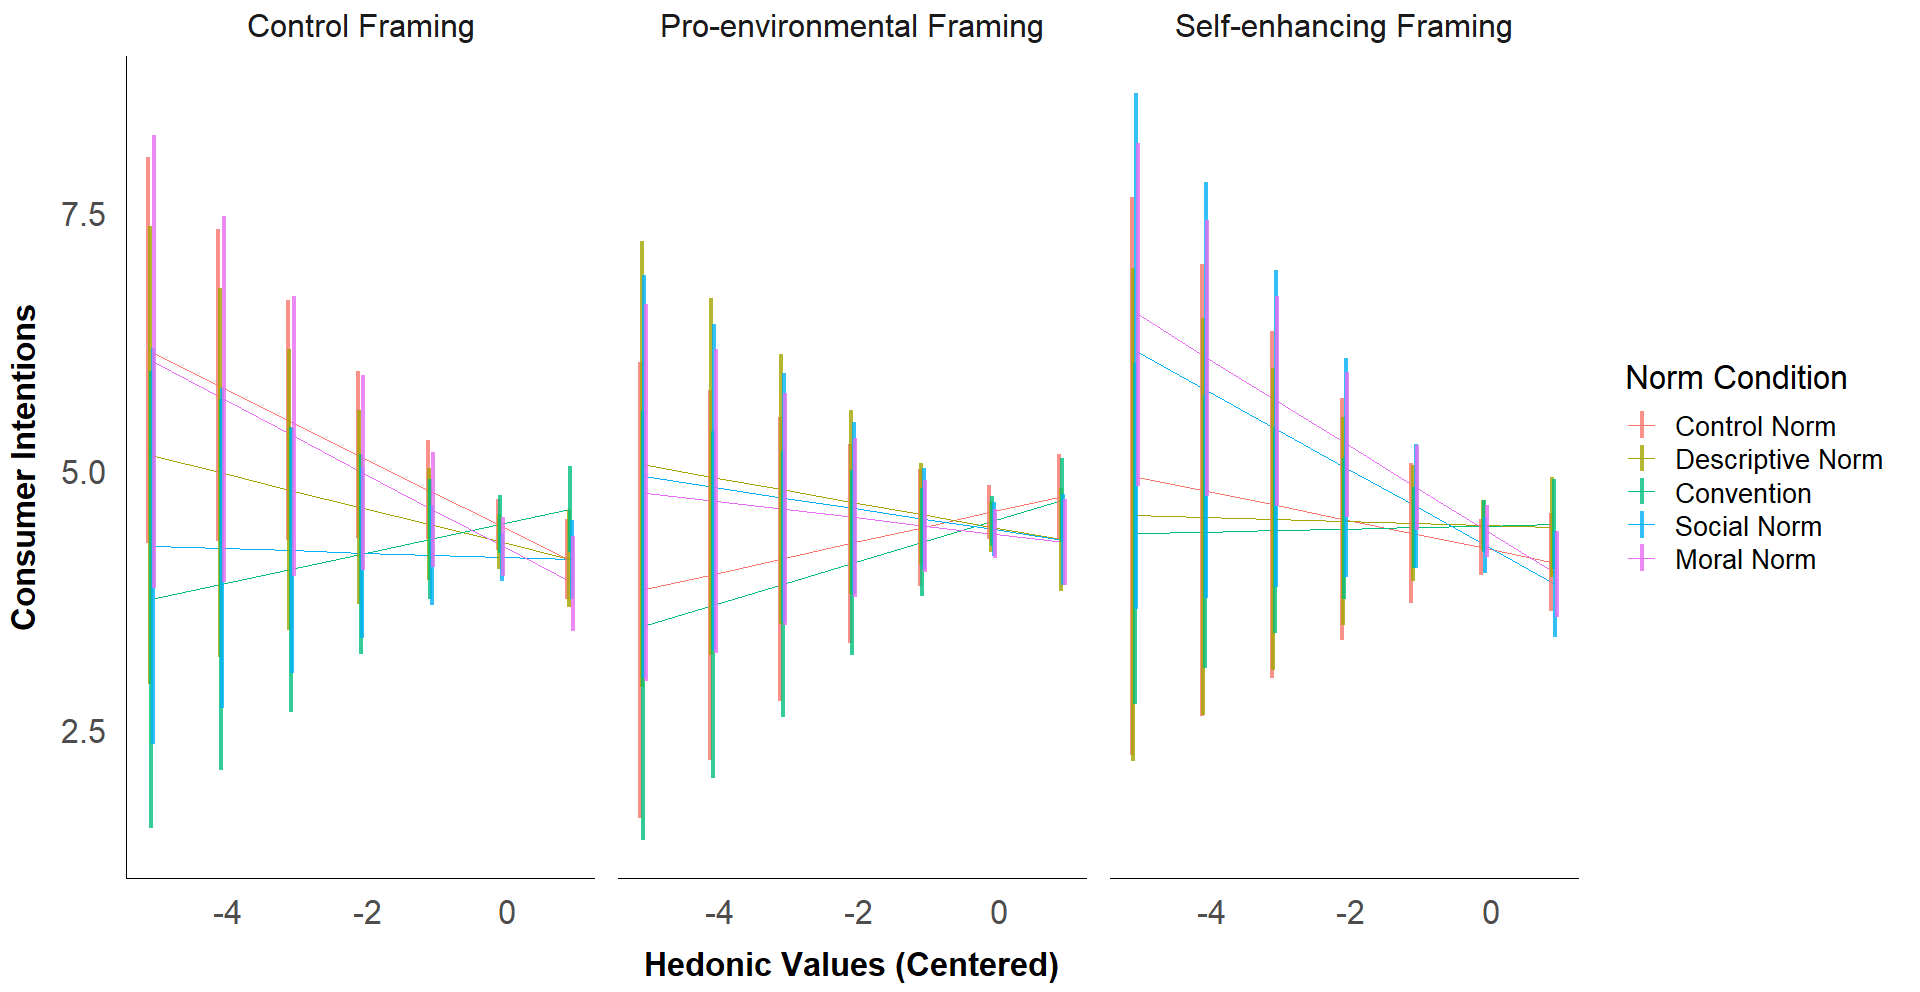 Control Framing
Pro-environmental Framing
Self-enhancing Framing
7.5
5.0
2.5
Consumer Intentions
-4
-2
0
-4
-2
0
-4
-2
0
Hedonic Values (Centered)
Norm Condition
Control Norm
Descriptive Norm
Convention
Social Norm
Moral Norm